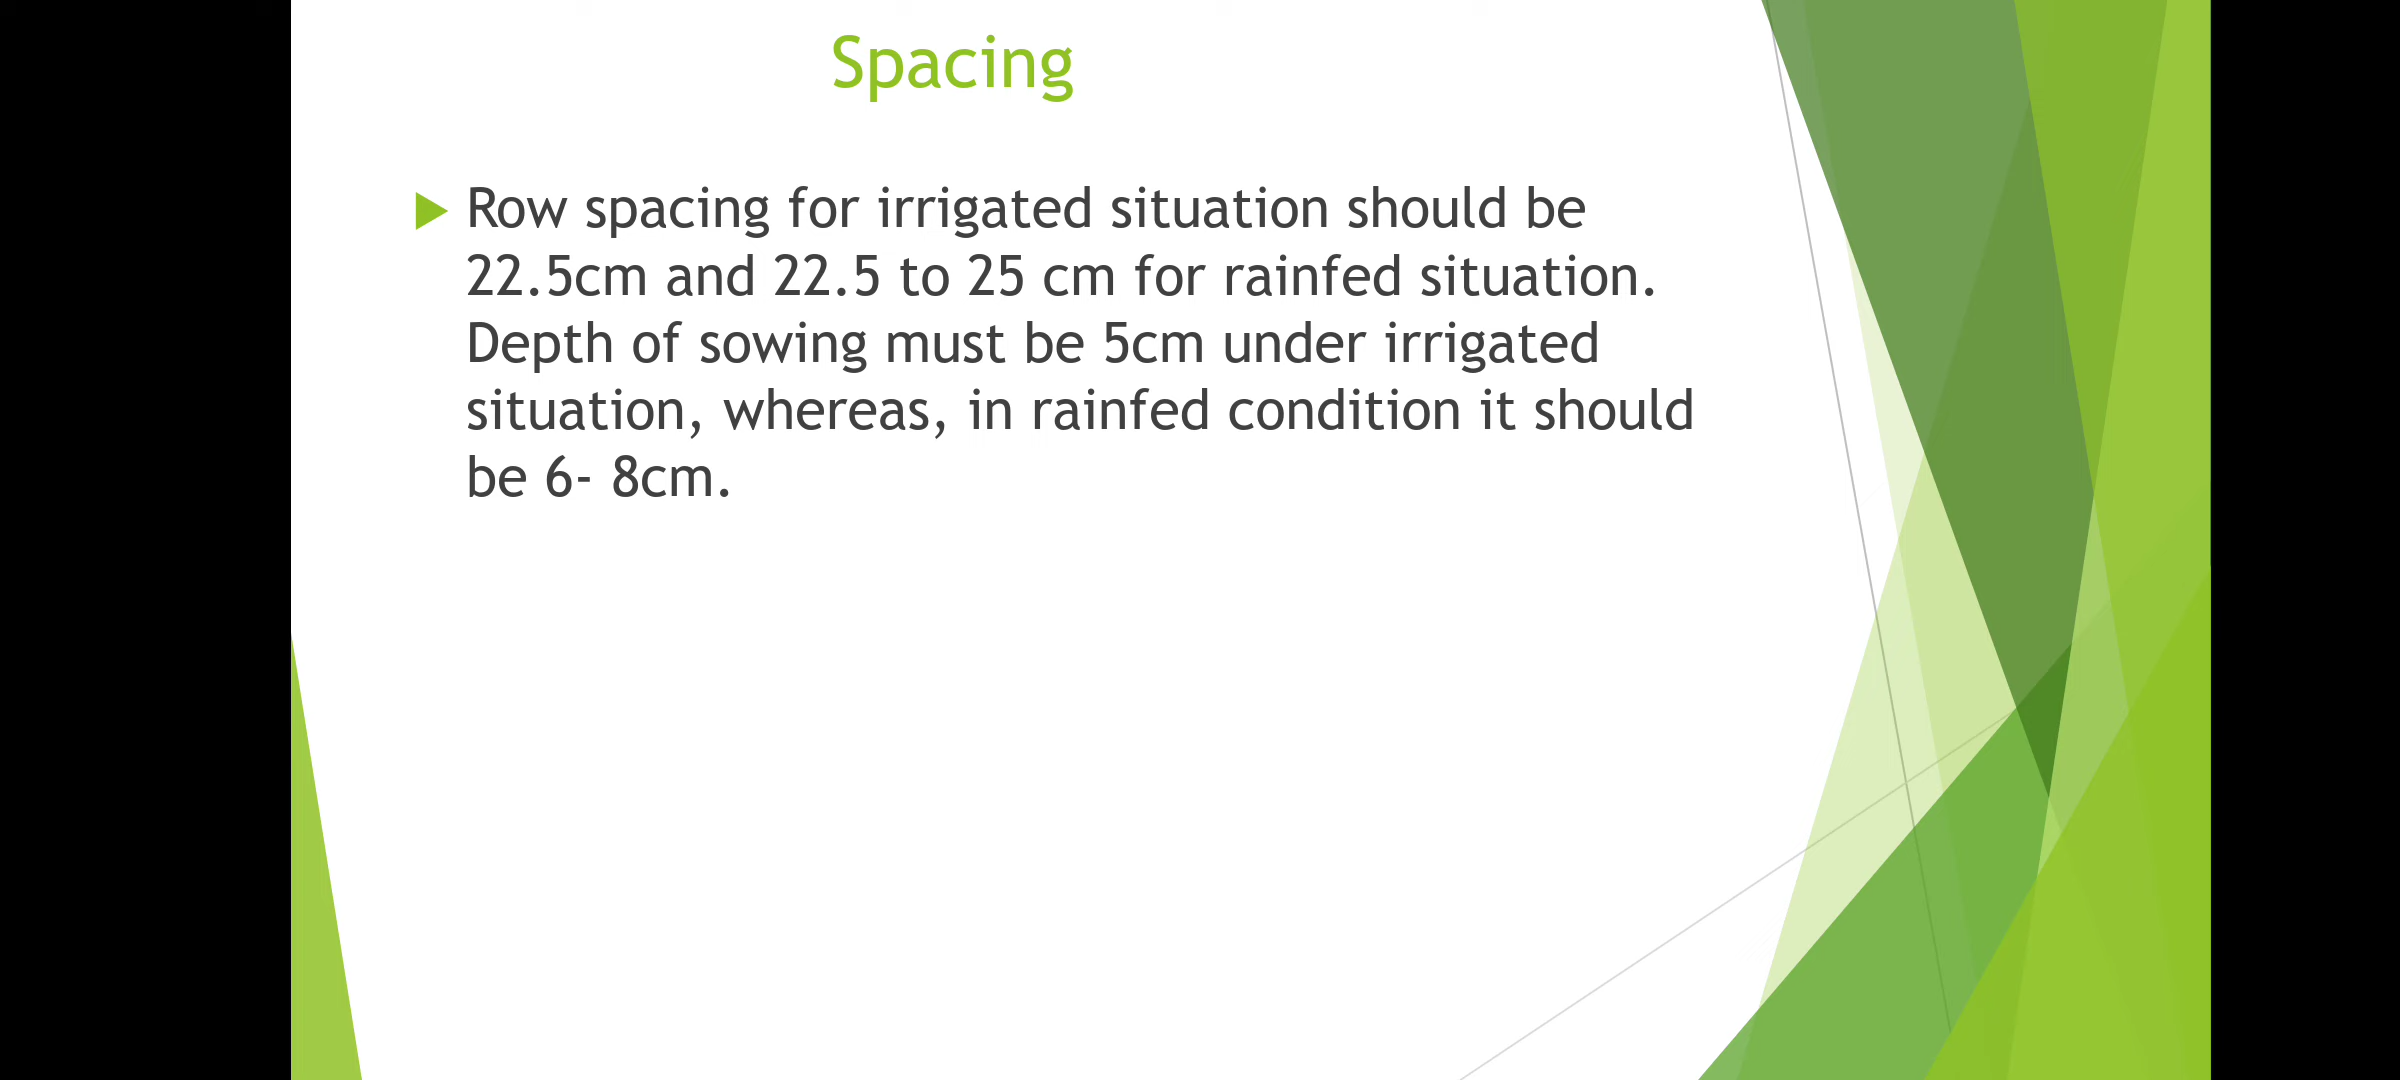 Spacing
Row spacing for irrigated situation should be
22.5cm and 22.5 to 25 cm for rainfed situation.
Depth of sowing must be 5cm under irrigated
situation, whereas, in rainfed condition it should
be 6- 8cm.